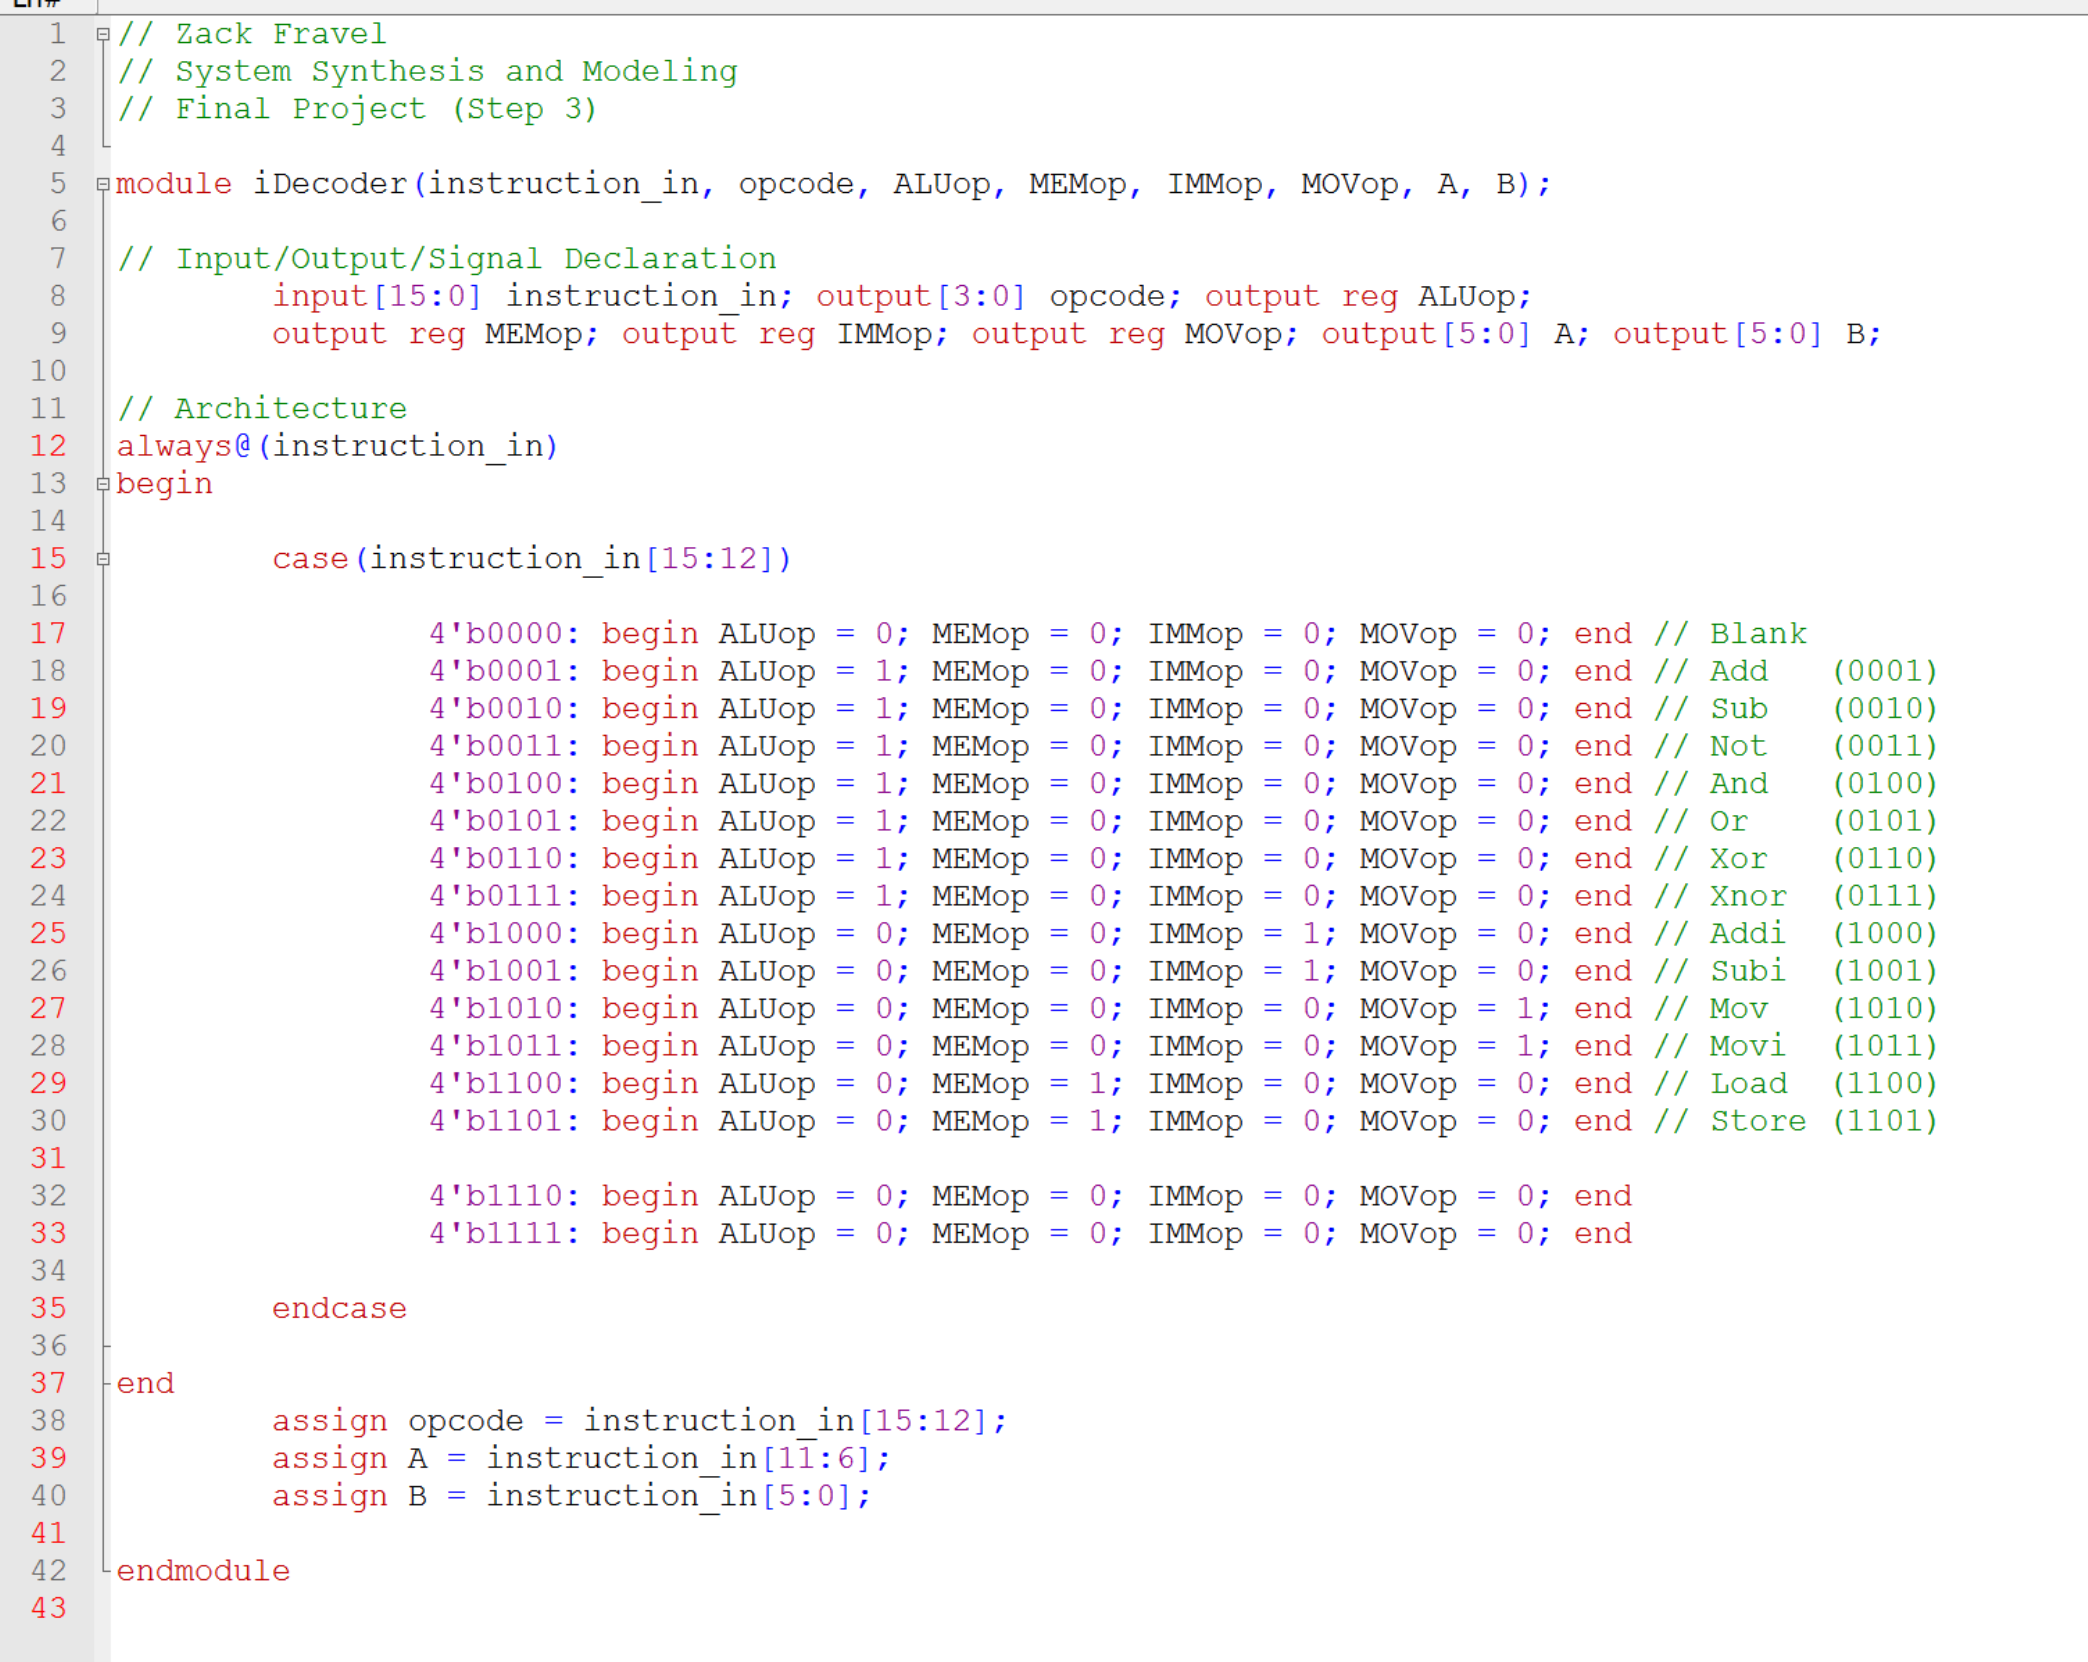 Ln#
1 // Zack Fravel
2 // System Synthesis and Modeling
3 // Final Project (Step 3)
4
5 module iDecoder(instruction_in, opcode, ALUop, MEMop, IMMop, MOVop, A, B);
6
7 // Input/Output/Signal Declaration
8 input[15:0] instruction_in; output[3:0] opcode; output reg ALUop;
9 output reg MEMop; output reg IMMop; output reg MOVop; output[5:0] A; output[5:0] B;
10
11 // Architecture
12 always@(instruction_in)
13 begin
14
15 case(instruction_in[15:12])
16
17 4'b0000: begin ALUop = 0; MEMop = 0; IMMop = 0; MOVop = 0; end // Blank
18 4'b0001: begin ALUop = 1; MEMop = 0; IMMop = 0; MOVop = 0; end // Add (0001)
19 4'b0010: begin ALUop = 1; MEMop = 0; IMMop = 0; MOVop = 0; end // Sub (0010)
20 4'b0011: begin ALUop = 1; MEMop = 0; IMMop = 0; MOVop = 0; end // Not (0011)
21 4'b0100: begin ALUop = 1; MEMop = 0; IMMop = 0; MOVop = 0; end // And (0100)
22 4'b0101: begin ALUop = 1; MEMop = 0; IMMop = 0; MOVop = 0; end // Or (0101)
23 4'b0110: begin ALUop = 1; MEMop = 0; IMMop = 0; MOVop = 0; end // Xor (0110)
24 4'b0111: begin ALUop = 1; MEMop = 0; IMMop = 0; MOVop = 0; end // Xnor (0111)
25 4'b1000: begin ALUop = 0; MEMop = 0; IMMop = 1; MOVop = 0; end // Addi (1000)
26 4'b1001: begin ALUop = 0; MEMop = 0; IMMop = 1; MOVop = 0; end // Subi (1001)
27 4'b1010: begin ALUop = 0; MEMop = 0; IMMop = 0; MOVop = 1; end // Mov (1010)
28 4'b1011: begin ALUop = 0; MEMop = 0; IMMop = 0; MOVop = 1; end // Movi (1011)
29 4'b1100: begin ALUop = 0; MEMop = 1; IMMop = 0; MOVop = 0; end // Load (1100)
30 4'b1101: begin ALUop = 0; MEMop = 1; IMMop = 0; MOVop = 0; end // Store (1101)
31
32 4'b1110: begin ALUop = 0; MEMop = 0; IMMop = 0; MOVop = 0; end
33 4'b1111: begin ALUop = 0; MEMop = 0; IMMop = 0; MOVop = 0; end
34
35 endcase
36
37 end
38 assign opcode = instruction_in[15:12];
39 assign A = instruction_in[11:6];
40 assign B = instruction_in[5:0];
41
42 endmodule
43